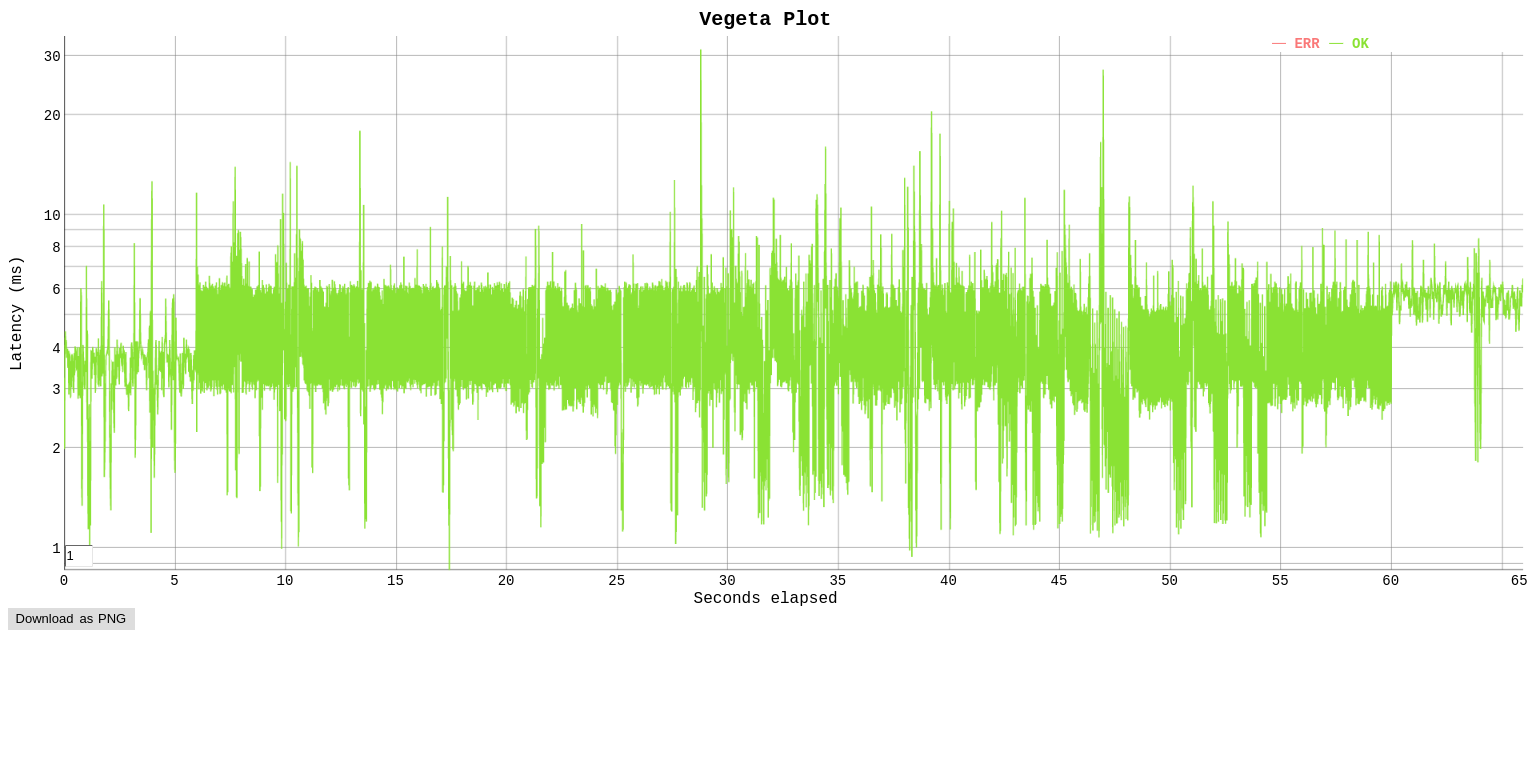 Vegeta Plot
— ERR — OK
30
20
10
8
6
4
3
2
1
Latency (ms)
1
0 5 10 15 20 25 30 35 40 45 50 55 60 65
Seconds elapsed
Download as PNG